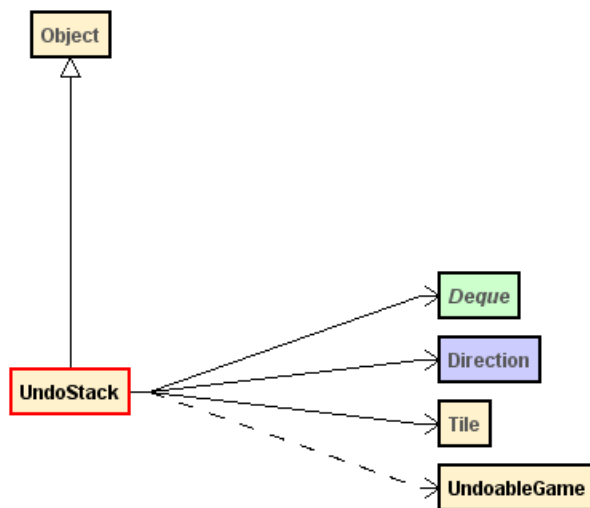 Object
Deque
Direction
UndoStack
Tile
UndoableGame